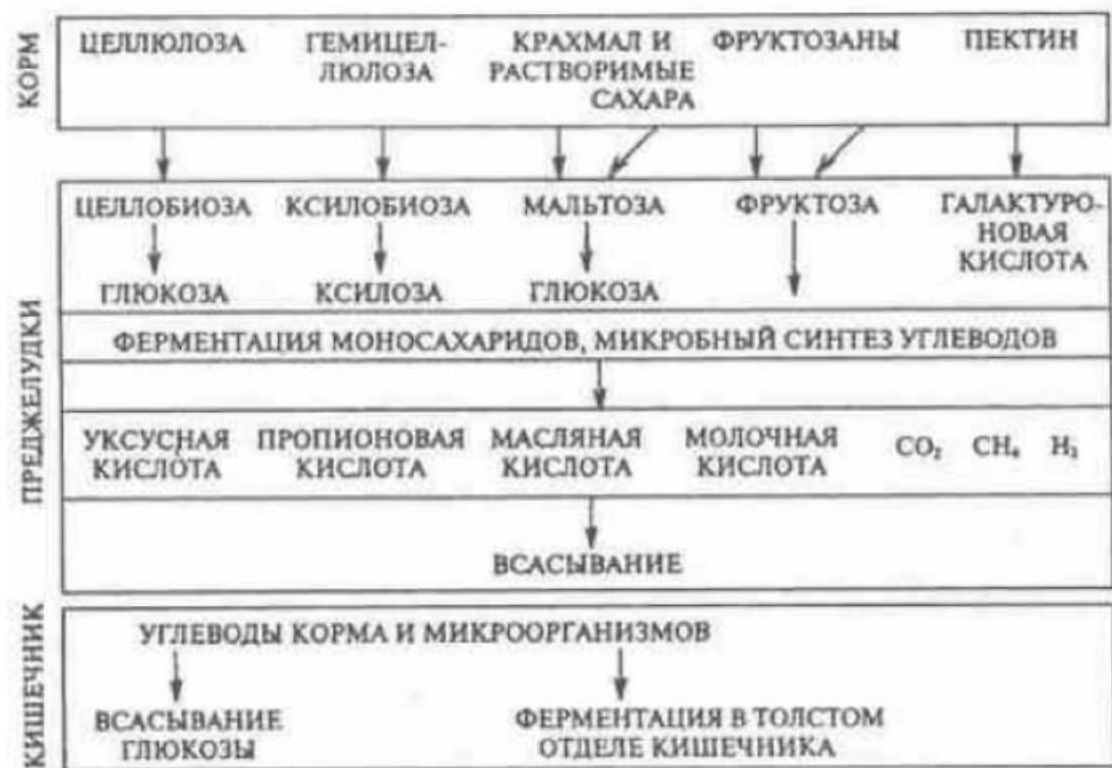 КОРМ
ЦЕЛЛЮЛОЗА ГЕМИЦЕЛ- КРАХМАЛ И ФРУКТОЗАНЫ ПЕКТИН
ЛЮЛОЗА РАСТВОРИМЫЕ
САХАРА
ПРЕДЖЕЛУДКИ
ЦЕЛЛОБИОЗА КСИЛОБИОЗА МАЛЬТОЗА ФРУКТОЗА ГАЛАКТУРО-
НОВАЯ
КИСЛОТА
ГЛЮКОЗА КСИЛОЗА ГЛЮКОЗА
ФЕРМЕНТАЦИЯ МОНОСАХАРИДОВ, МИКРОБНЫЙ СИНТЕЗ УГЛЕВОДОВ
УКСУСНАЯ ПРОПИОНОВАЯ МАСЛЯНАЯ МОЛОЧНАЯ CO₂ CH₄ H₂
КИСЛОТА КИСЛОТА КИСЛОТА КИСЛОТА
ВСАСЫВАНИЕ
КИШЕЧНИК
УГЛЕВОДЫ КОРМА И МИКРООРГАНИЗМОВ
ВСАСЫВАНИЕ ФЕРМЕНТАЦИЯ В ТОЛСТОМ
ГЛЮКОЗЫ ОТДЕЛЕ КИШЕЧНИКА